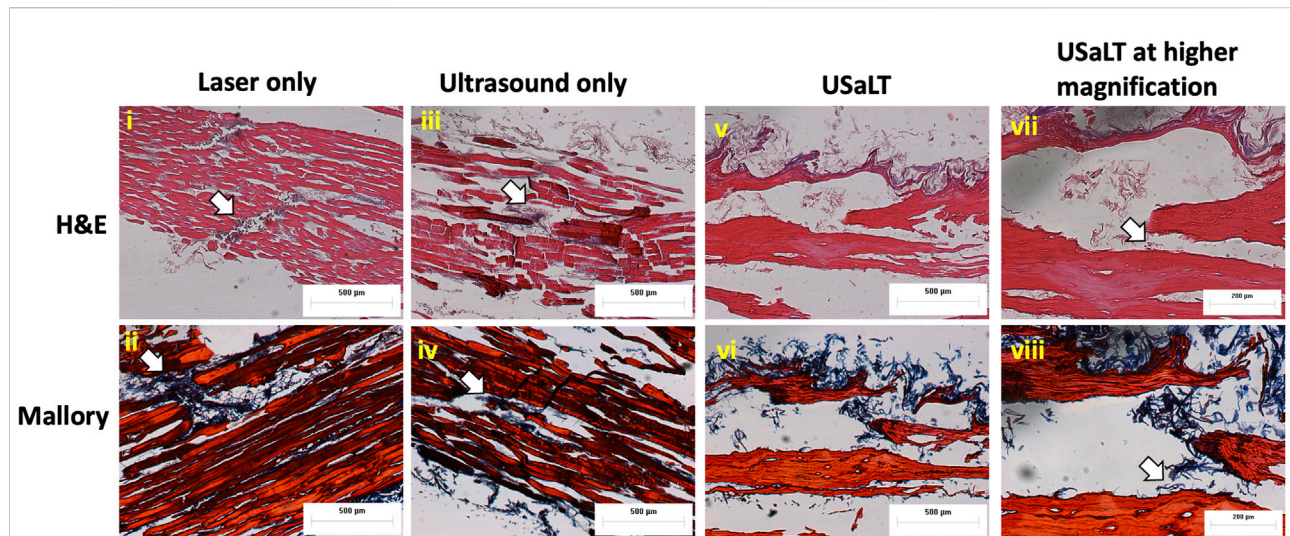 Laser only
Ultrasound only
USaLT
USaLT at higher
magnification
H&E
i
500 µm
iii
500 µm
v
500 µm
vii
200 µm
Mallory
ii
500 µm
iv
500 µm
vi
500 µm
viii
200 µm